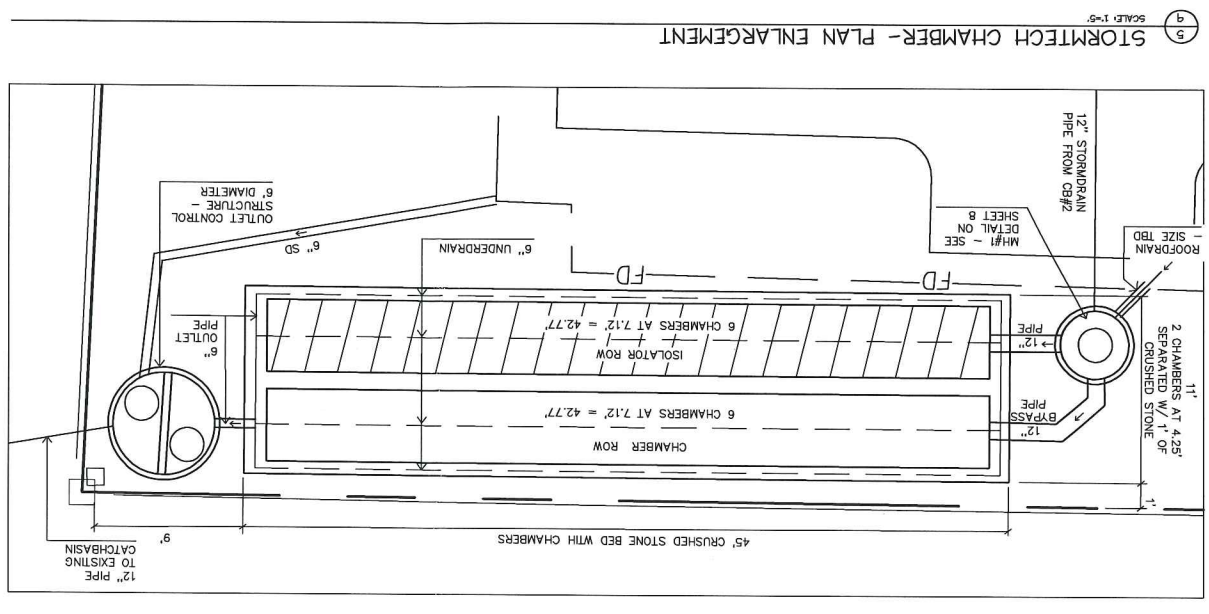 12" PIPE
TO EXISTING
CATCHBASIN
45' CRUSHED STONE BED WTIH CHAMBERS
9'
1'
11'
2 CHAMBERS AT 4.25'
SEPARATED W/ 1' OF
CRUSHED STONE
12"
BYPASS
PIPE
CHAMBER ROW
6 CHAMBERS AT 7.12' = 42.77'
12"
PIPE
ISOLATOR ROW
6 CHAMBERS AT 7.12' = 42.77'
6"
OUTLET
PIPE
FD
FD
ROOFDRAIN
- SIZE TBD
MH#1 - SEE
DETAIL ON
SHEET 8
12" STORMDRAIN
PIPE FROM CB#2
6" UNDERDRAIN
6" SD
OUTLET CONTROL
STRUCTURE -
6' DIAMETER
5
9
STORMTECH CHAMBER- PLAN ENLARGEMENT
SCALE: 1"=5'